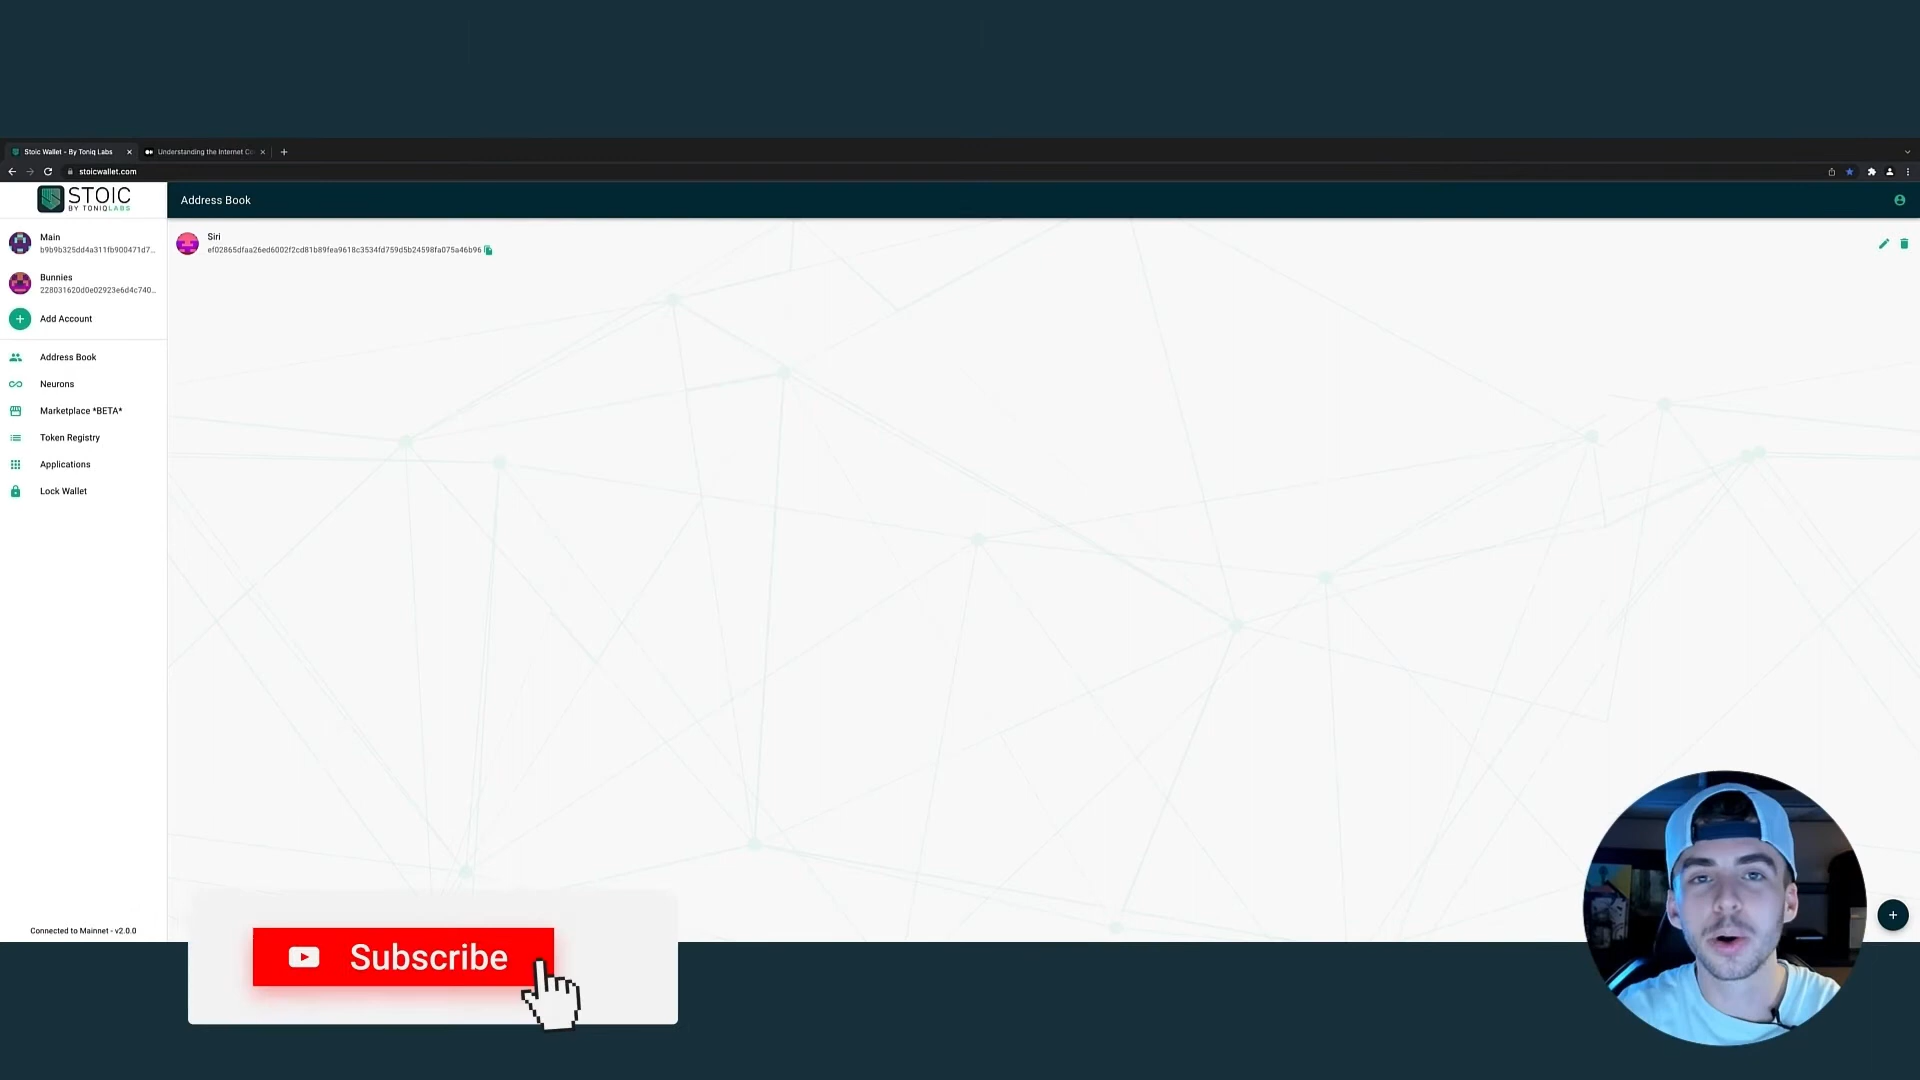 Stoic Wallet - By Toniq Labs
Understanding the Internet Co
stoicwallet.com
STOIC
BY TONIQLABS
Address Book
Main
b9b9b325dd4a311fb900471d7...
Bunnies
228031620d0e02923e6d4c740...
Add Account
Address Book
Neurons
Marketplace *BETA*
Token Registry
Applications
Lock Wallet
Connected to Mainnet - v2.0.0
Siri
ef02865dfaa26ed6002f2cd81b89fea9618c3534fd759d5b24598fa075a46b96
Subscribe